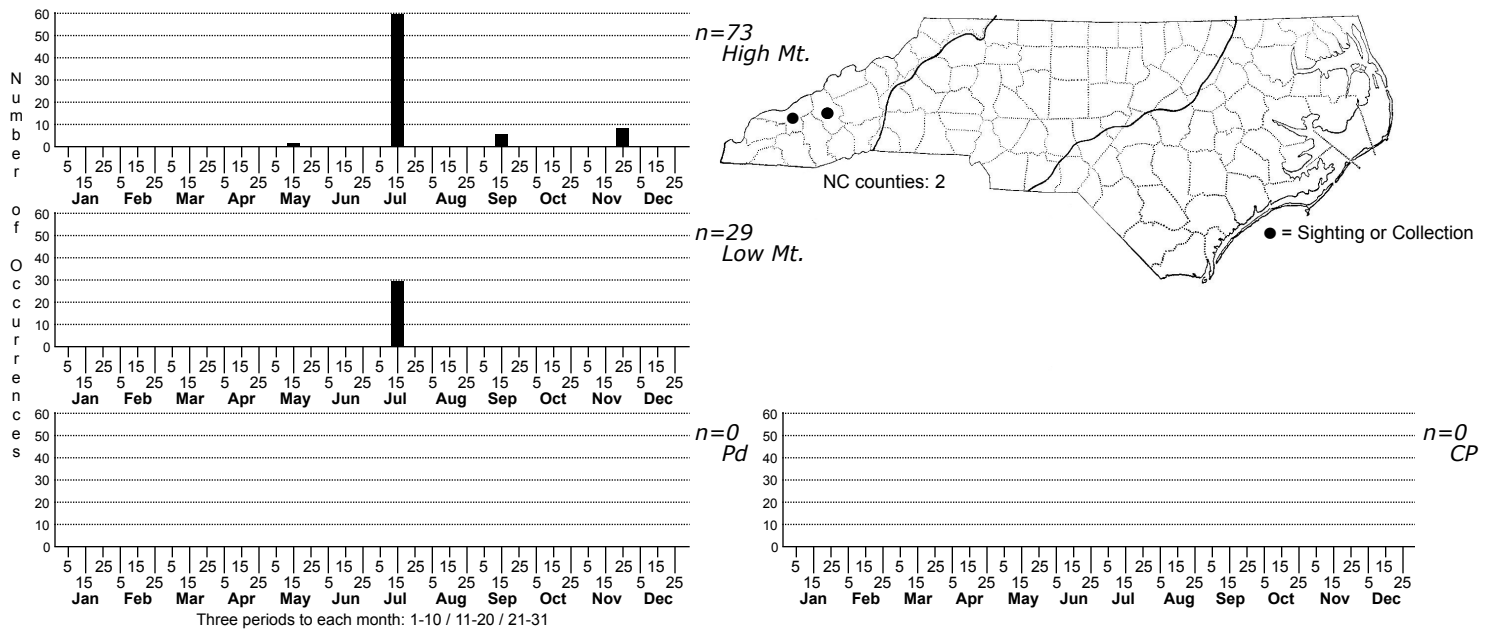 Number of Occurrences
60
50
40
30
20
10
0
n=73
High Mt.
5 25 15 5 25 15 5 25 15 5 25 15 5 25 15 5 25 15
15 5 25 15 5 25 15 5 25 15 5 25 15 5 25 15 5 25
Jan Feb Mar Apr May Jun Jul Aug Sep Oct Nov Dec
NC counties: 2
● = Sighting or Collection
60
50
40
30
20
10
0
n=29
Low Mt.
5 25 15 5 25 15 5 25 15 5 25 15 5 25 15 5 25 15
15 5 25 15 5 25 15 5 25 15 5 25 15 5 25 15 5 25
Jan Feb Mar Apr May Jun Jul Aug Sep Oct Nov Dec
60
50
40
30
20
10
0
n=0
Pd
5 25 15 5 25 15 5 25 15 5 25 15 5 25 15 5 25 15
15 5 25 15 5 25 15 5 25 15 5 25 15 5 25 15 5 25
Jan Feb Mar Apr May Jun Jul Aug Sep Oct Nov Dec
60
50
40
30
20
10
0
n=0
CP
5 25 15 5 25 15 5 25 15 5 25 15 5 25 15 5 25 15
15 5 25 15 5 25 15 5 25 15 5 25 15 5 25 15 5 25
Jan Feb Mar Apr May Jun Jul Aug Sep Oct Nov Dec
Three periods to each month: 1-10 / 11-20 / 21-31